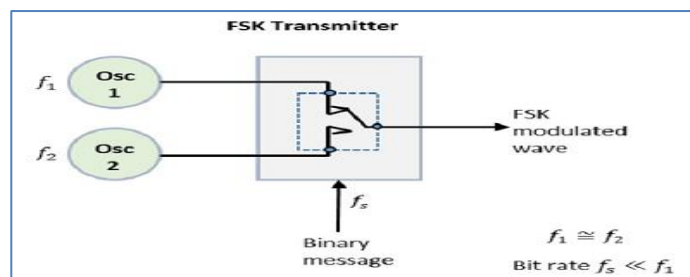 FSK Transmitter
f₁
Osc
1
f₂
Osc
2
FSK
modulated
wave
fₛ
Binary
message
f₁ ≅ f₂
Bit rate fₛ ≪ f₁